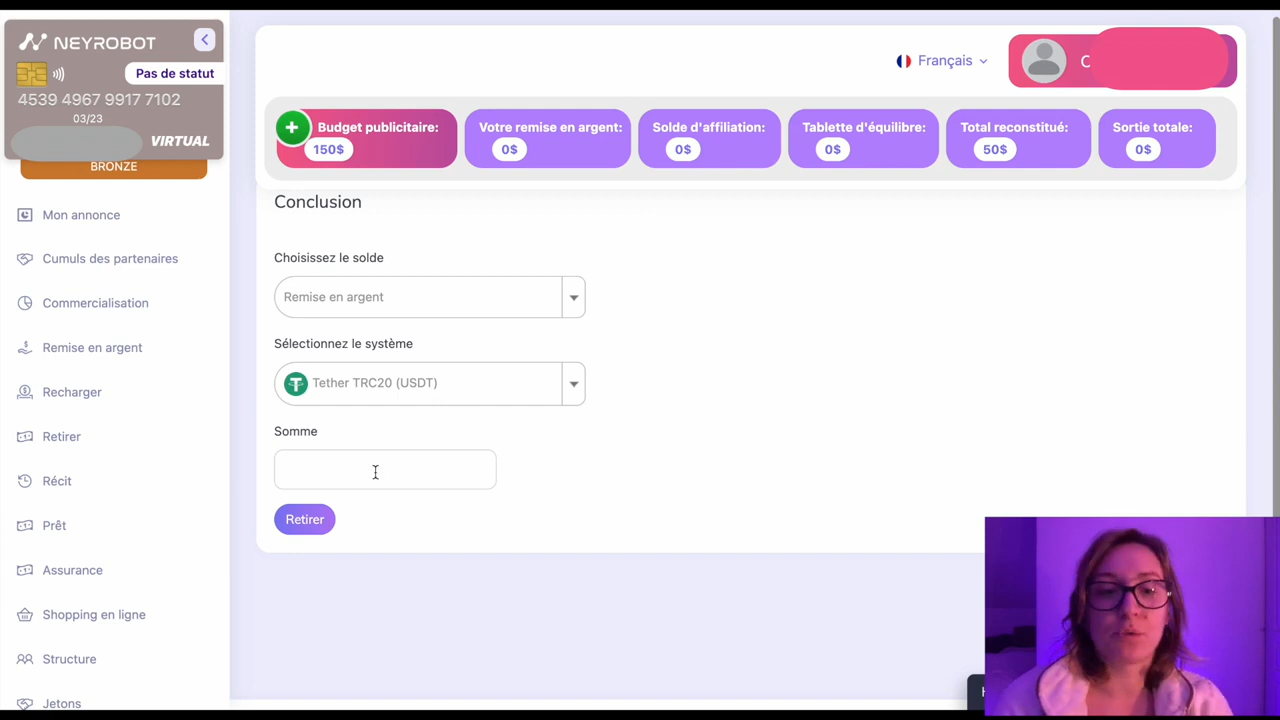 NEYROBOT
Pas de statut
4539 4967 9917 7102
03/23
VIRTUAL
BRONZE
Mon annonce
Cumuls des partenaires
Commercialisation
Remise en argent
Recharger
Retirer
Récit
Prêt
Assurance
Shopping en ligne
Structure
Jetons
Français
C
Budget publicitaire:
150$
Votre remise en argent:
0$
Solde d'affiliation:
0$
Tablette d'équilibre:
0$
Total reconstitué:
50$
Sortie totale:
0$
Conclusion
Choisissez le solde
Remise en argent
Sélectionnez le système
Tether TRC20 (USDT)
Somme
Retirer